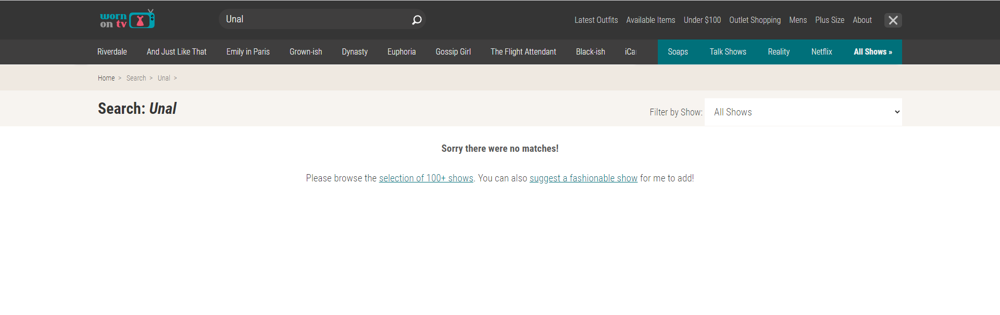 worn on tv
Unal
Latest Outfits Available Items Under $100 Outlet Shopping Mens Plus Size About
Riverdale And Just Like That Emily in Paris Grown-ish Dynasty Euphoria Gossip Girl The Flight Attendant Black-ish iCa Soaps Talk Shows Reality Netflix All Shows »
Home > Search > Unal >
Search: Unal
Filter by Show: All Shows
Sorry there were no matches!
Please browse the selection of 100+ shows. You can also suggest a fashionable show for me to add!